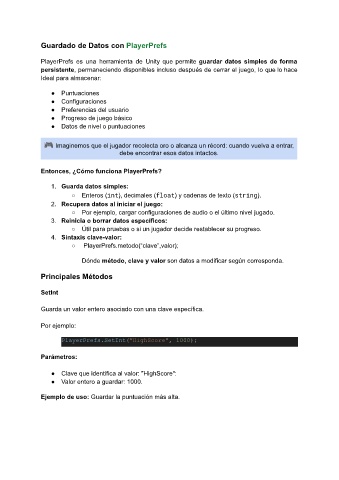 Guardado de Datos con PlayerPrefs
PlayerPrefs es una herramienta de Unity que permite guardar datos simples de forma
persistente, permaneciendo disponibles incluso después de cerrar el juego, lo que lo hace
ideal para almacenar:
● Puntuaciones
● Configuraciones
● Preferencias del usuario
● Progreso de juego básico
● Datos de nivel o puntuaciones
🎮 Imaginemos que el jugador recolecta oro o alcanza un récord: cuando vuelva a entrar,
debe encontrar esos datos intactos.
Entonces, ¿Cómo funciona PlayerPrefs?
1. Guarda datos simples:
○ Enteros (int), decimales (float) y cadenas de texto (string).
2. Recupera datos al iniciar el juego:
○ Por ejemplo, cargar configuraciones de audio o el último nivel jugado.
3. Reinicia o borrar datos específicos:
○ Útil para pruebas o si un jugador decide restablecer su progreso.
4. Sintaxis clave-valor:
○ PlayerPrefs.metodo("clave",valor);
Dónde método, clave y valor son datos a modificar según corresponda.
Principales Métodos
SetInt
Guarda un valor entero asociado con una clave específica.
Por ejemplo:
PlayerPrefs.SetInt("HighScore", 1000);
Parámetros:
● Clave que identifica al valor: "HighScore":
● Valor entero a guardar: 1000.
Ejemplo de uso: Guardar la puntuación más alta.